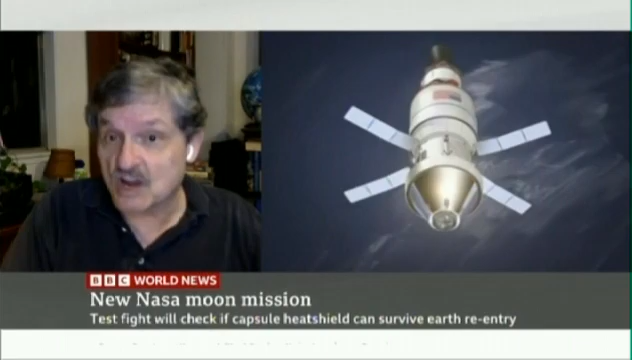 BBC WORLD NEWS
New Nasa moon mission
Test fight will check if capsule heatshield can survive earth re-entry